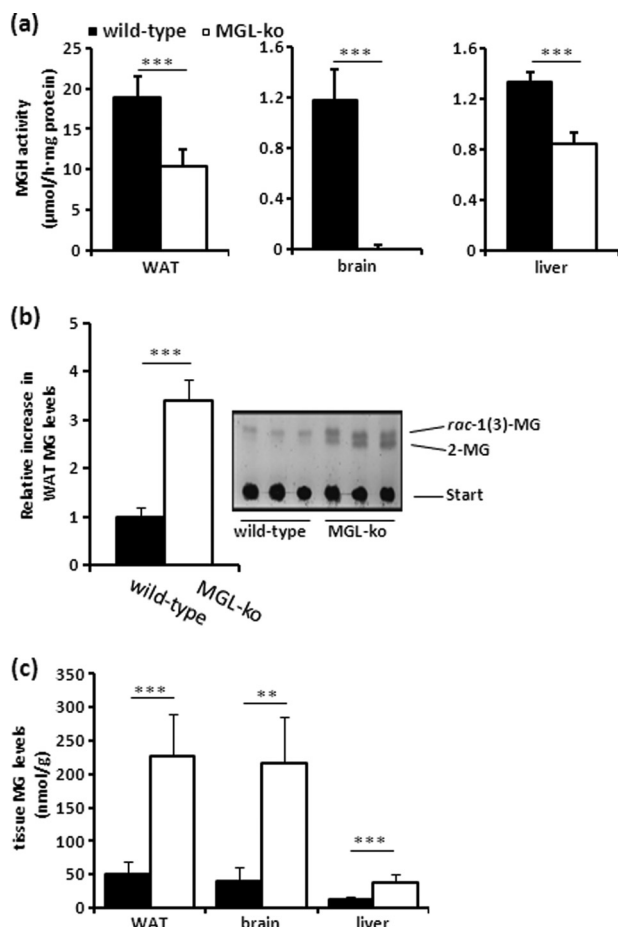 (a)
wild-type MGL-ko
MGH activity
(µmol/h·mg protein)
25
20
15
10
5
0
***
WAT
1.6
1.2
0.8
0.4
0
***
brain
1.6
1.2
0.8
0.4
0
***
liver
(b)
Relative increase in
WAT MG levels
5
4
3
2
1
0
***
wild-type
MGL-ko
rac-1(3)-MG
2-MG
Start
wild-type MGL-ko
(c)
tissue MG levels
(nmol/g)
350
300
250
200
150
100
50
0
***
**
***
WAT brain liver